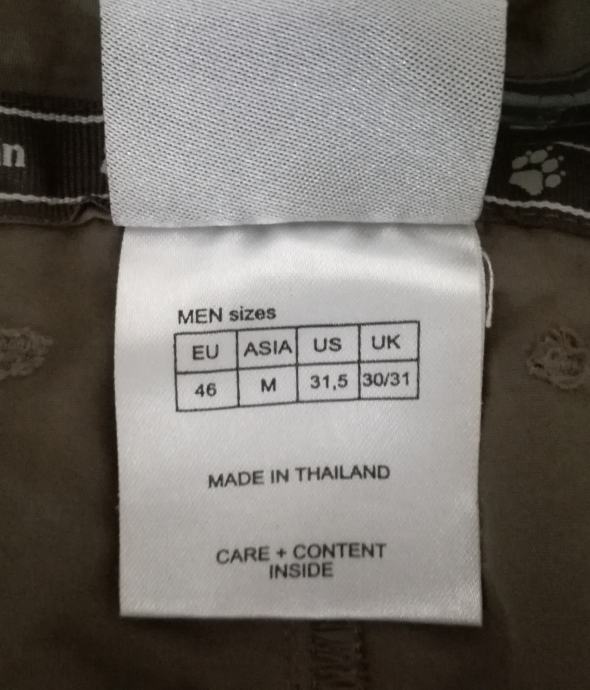 n
MEN sizes
EU ASIA US UK
46 M 31,5 30/31
MADE IN THAILAND
CARE + CONTENT
INSIDE